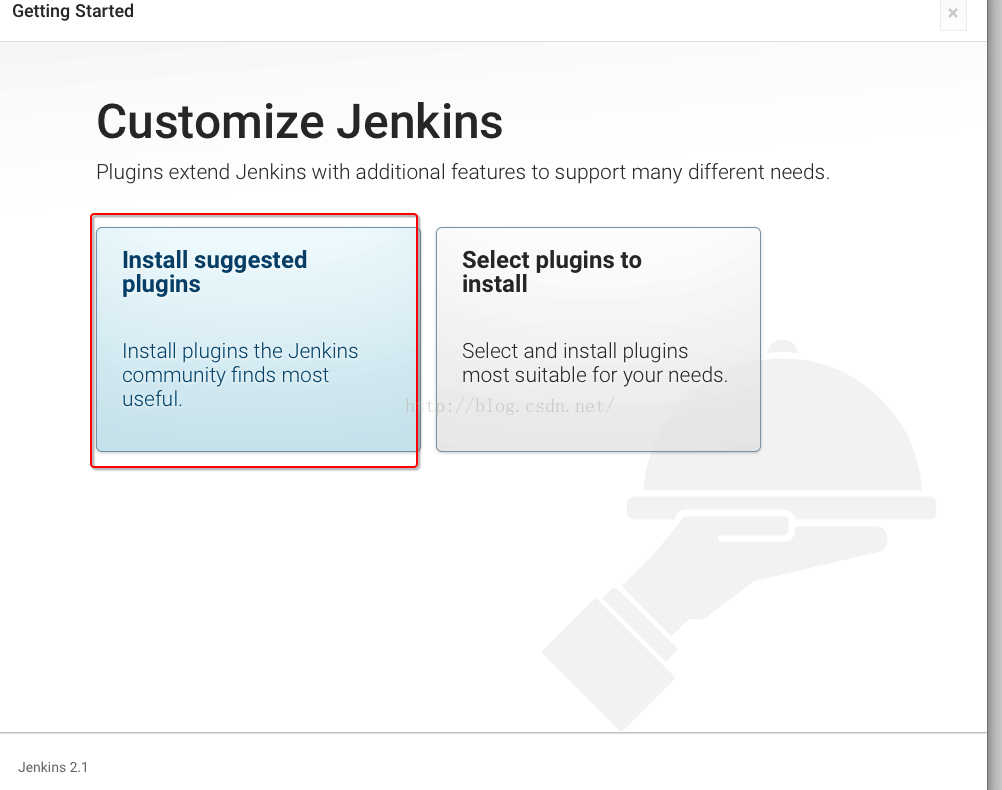 Getting Started
×
Customize Jenkins
Plugins extend Jenkins with additional features to support many different needs.
Install suggested
plugins
Install plugins the Jenkins
community finds most
useful.
Select plugins to
install
Select and install plugins
most suitable for your needs.
http://blog.csdn.net/
Jenkins 2.1